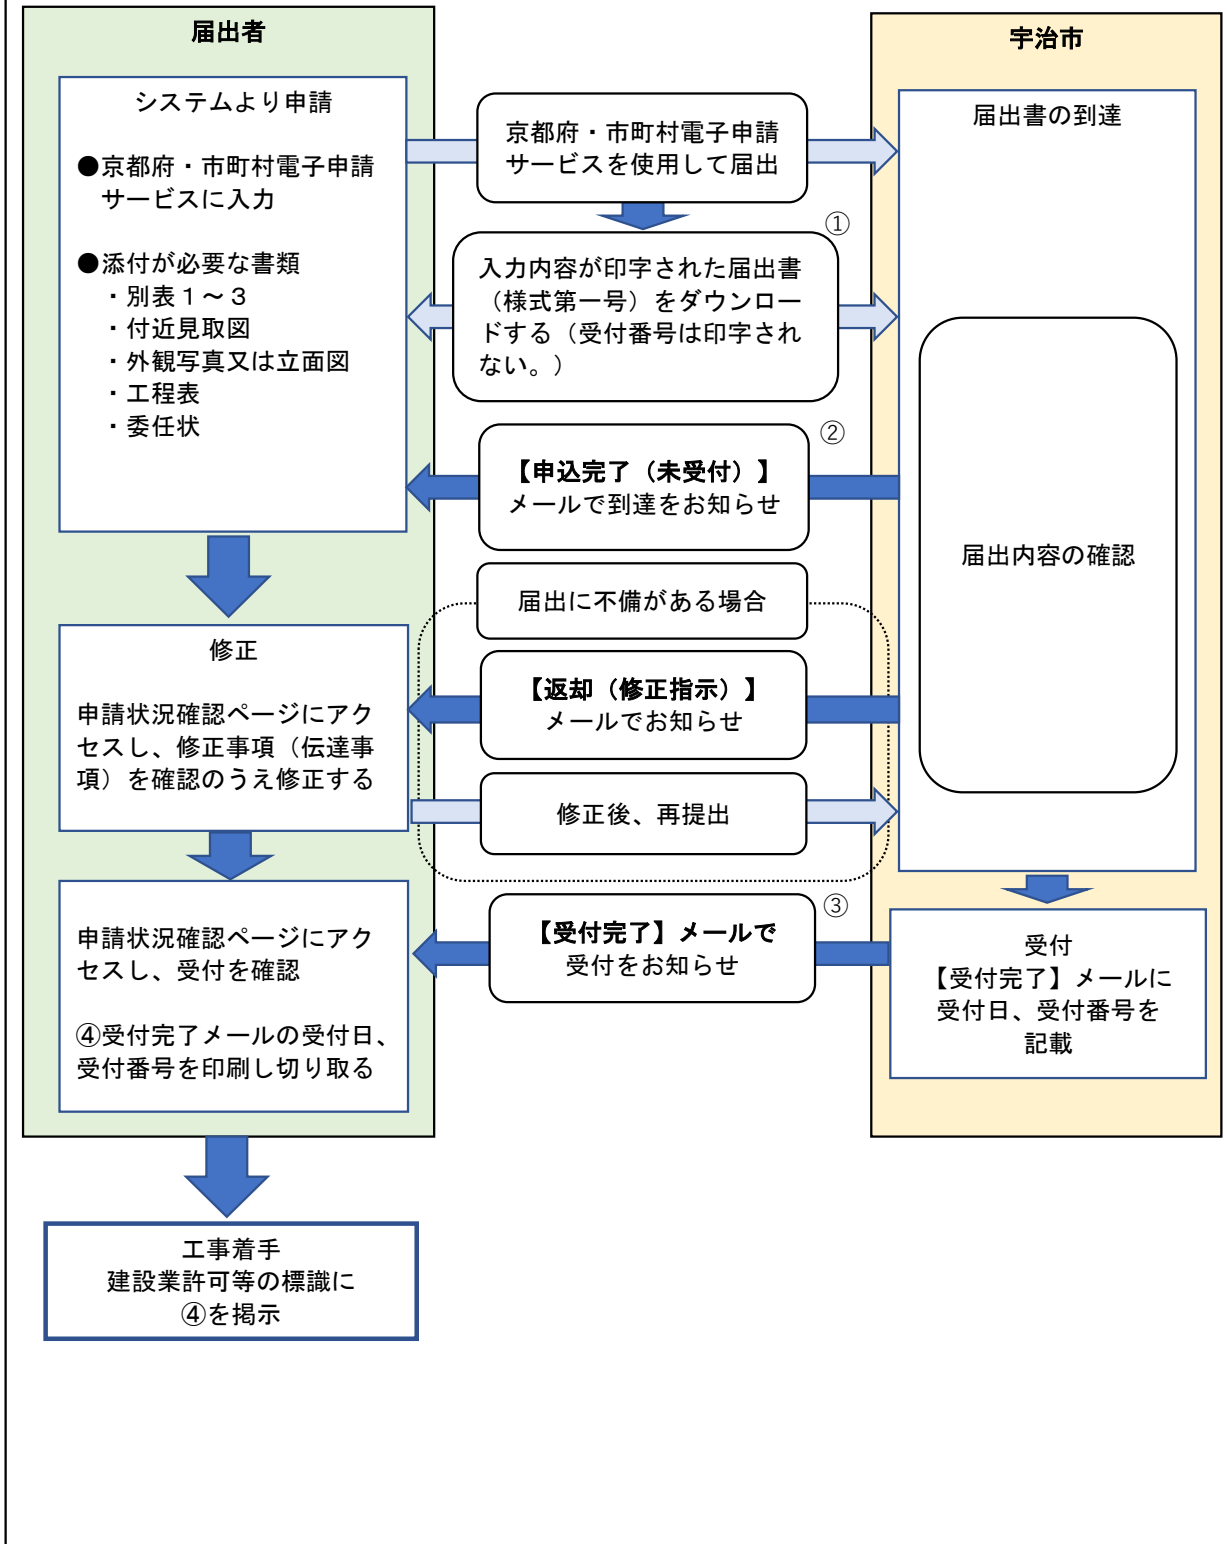 届出者
システムより申請
●京都府・市町村電子申請
サービスに入力
●添付が必要な書類
・別表１～３
・付近見取図
・外観写真又は立面図
・工程表
・委任状
京都府・市町村電子申請
サービスを使用して届出
①
入力内容が印字された届出書
（様式第一号）をダウンロー
ドする（受付番号は印字され
ない。）
②
【申込完了（未受付）】
メールで到達をお知らせ
宇治市
届出書の到達
届出内容の確認
届出に不備がある場合
【返却（修正指示）】
メールでお知らせ
修正
申請状況確認ページにアク
セスし、修正事項（伝達事
項）を確認のうえ修正する
修正後、再提出
受付
【受付完了】メールに
受付日、受付番号を
記載
③
【受付完了】メールで
受付をお知らせ
申請状況確認ページにアク
セスし、受付を確認
④受付完了メールの受付日、
受付番号を印刷し切り取る
工事着手
建設業許可等の標識に
④を掲示